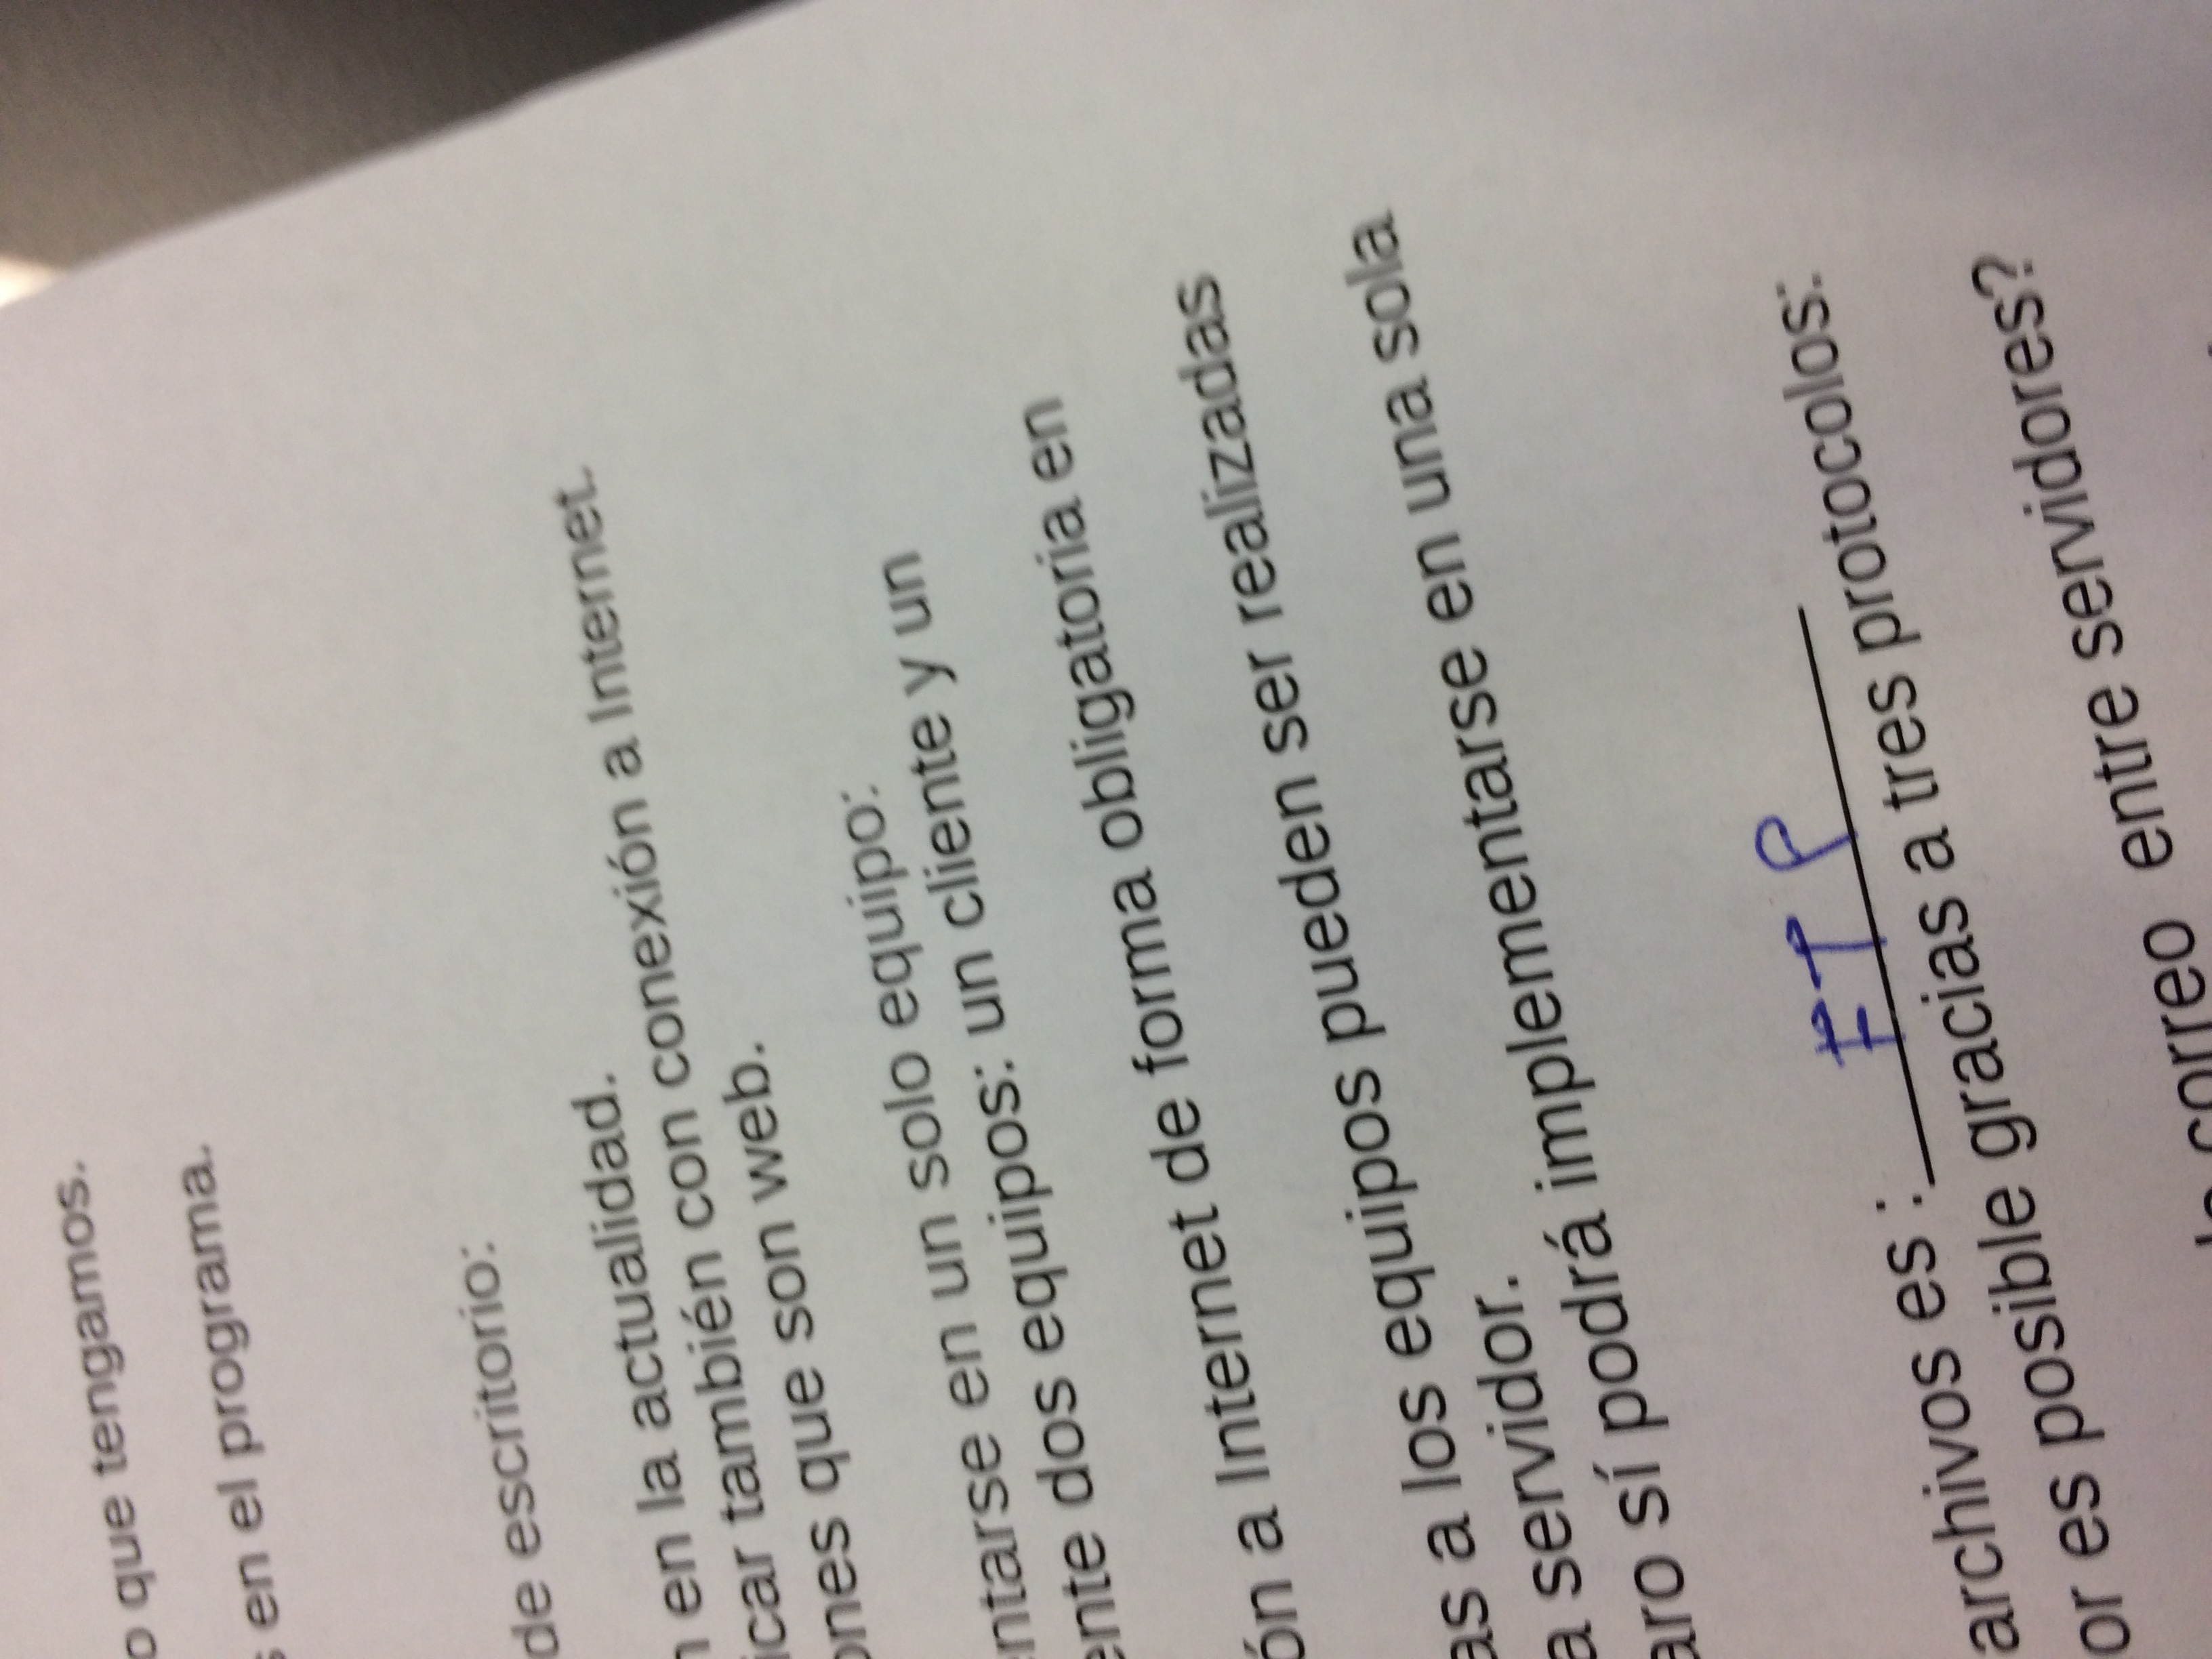 o que tengamos.
s en el programa.
de escritorio:
n en la actualidad.
icar también con conexión a Internet.
ones que son web.
entarse en un solo equipo:
ente dos equipos: un cliente y un
ón a Internet de forma obligatoria en
as a los equipos pueden ser realizadas
a servidor.
aro sí podrá implementarse en una sola
archivos es : FTP
or es posible gracias a tres protocolos:
correo entre servidores?